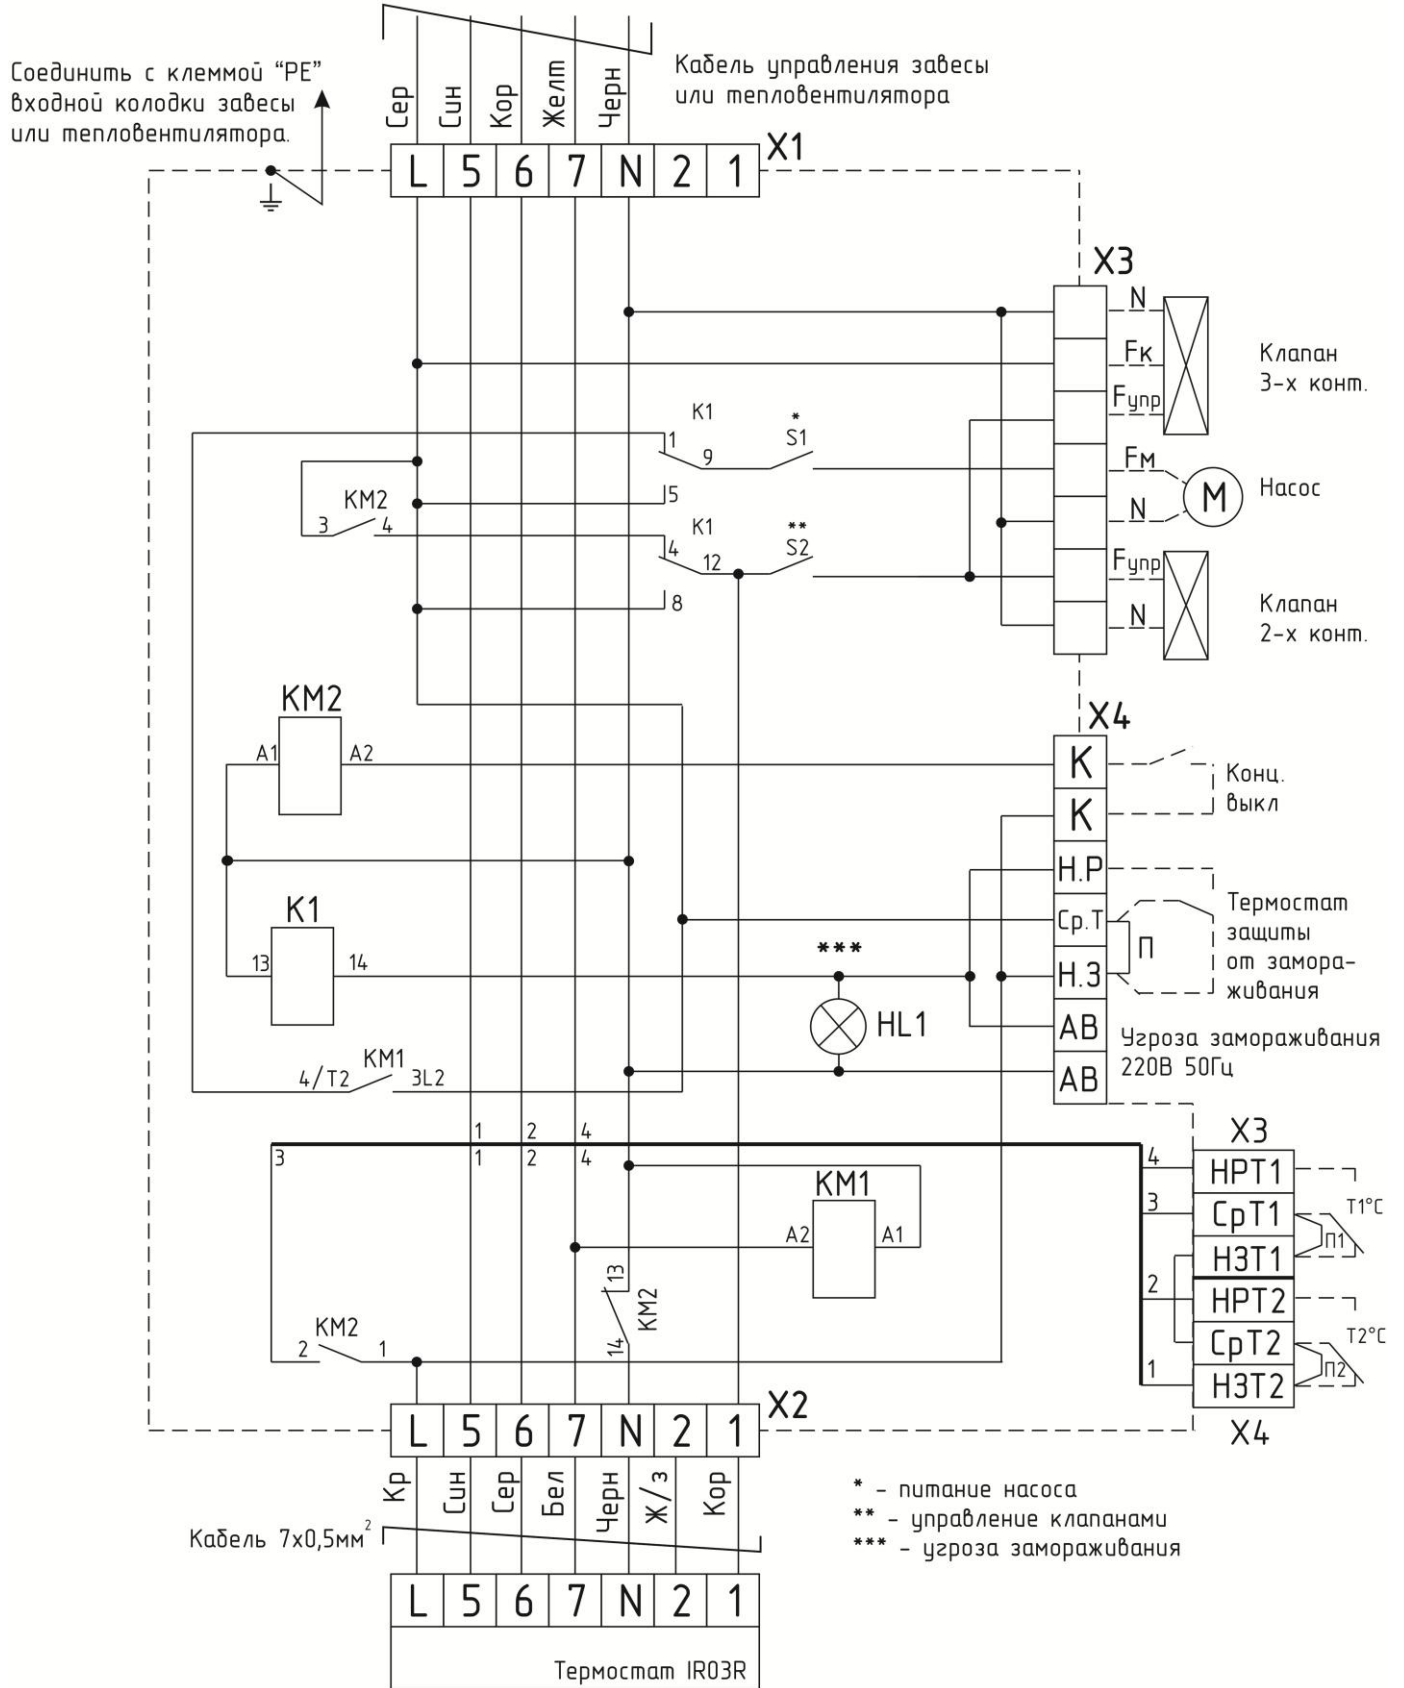 Соединить с клеммой “PE”
входной колодки завесы
или тепловентилятора.
Кабель управления завесы
или тепловентилятора
Сер
Син
Кор
Желт
Черн
X1
L 5 6 7 N 2 1
X3
N
Fк
Fупр
Клапан
3-х конт.
Fм
N
M
Насос
Fупр
N
Клапан
2-х конт.
K1
1
9
*
S1
5
KM2
3
4
K1
4
12
**
S2
8
KM2
A1
A2
X4
К
К
Конц.
выкл
Н.Р
Ср.Т
Н.З
П
Термостат
защиты
от замора-
живания
АВ
АВ
Угроза замораживания
220В 50Гц
K1
13
14
***
HL1
KM1
4/T2
3L2
1 2 4
3 1 2 4
KM1
A2
A1
13
KM2
14
KM2
2
1
X3
4 НРТ1
3 СрТ1
НЗТ1
T1°C
П1
2 НРТ2
СрТ2
1 НЗТ2
T2°C
П2
X4
X2
L 5 6 7 N 2 1
Кр
Син
Сер
Бел
Черн
Ж/з
Кор
Кабель 7х0,5мм²
* - питание насоса
** - управление клапанами
*** - угроза замораживания
L 5 6 7 N 2 1
Термостат IR03R